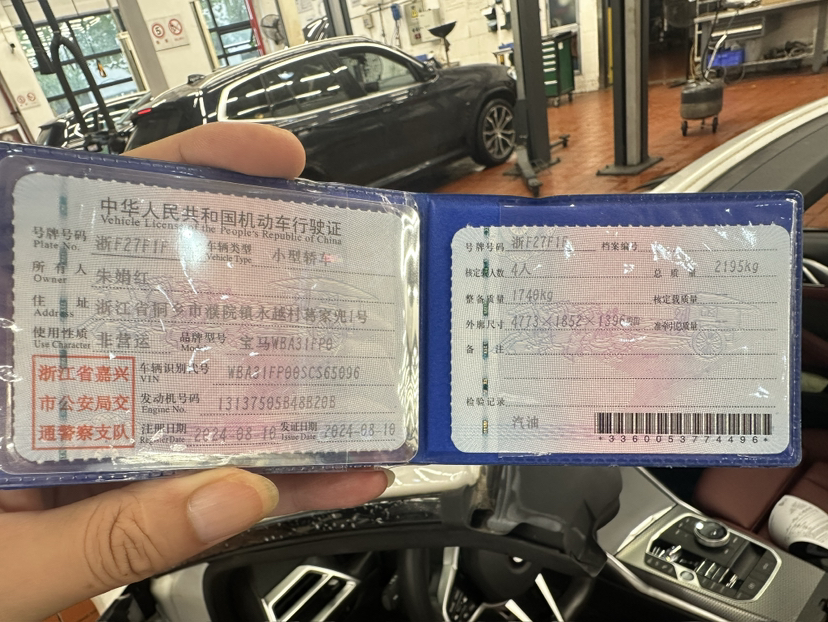 中华人民共和国机动车行驶证
Vehicle License of the People's Republic of China
号牌号码 浙F27F1F 车辆类型 小型轿车
Plate No. Vehicle Type
所有人 朱娟红
Owner
住址 浙江省桐乡市濮院镇永越村葛家兜1号
Address
使用性质 非营运 品牌型号 宝马WBA31FP0
Use Character
浙江省嘉兴
市公安局交
通警察支队
车辆识别代号 WBA31FP00SCS65096
VIN
发动机号码 13137505B48B20B
Engine No.
注册日期 2024-08-10 发证日期 2024-08-10
Register Date Issue Date
号牌号码 浙F27F1F 档案编号
核定载人数 4人 总质量 2195kg
整备质量 1740kg 核定载质量
外廓尺寸 4773×1852×1396mm 准牵引总质量
备注
检验记录
汽油
*3360053774496*
5